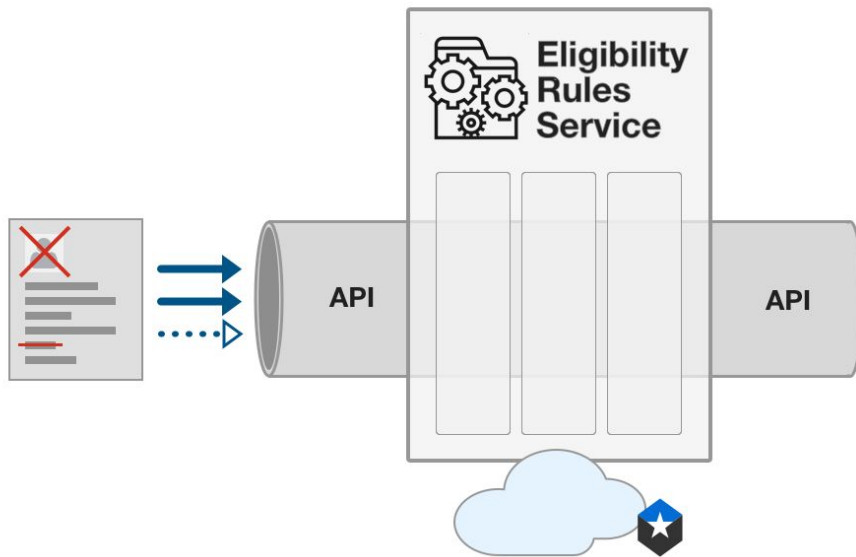 Eligibility
Rules
Service
API
API